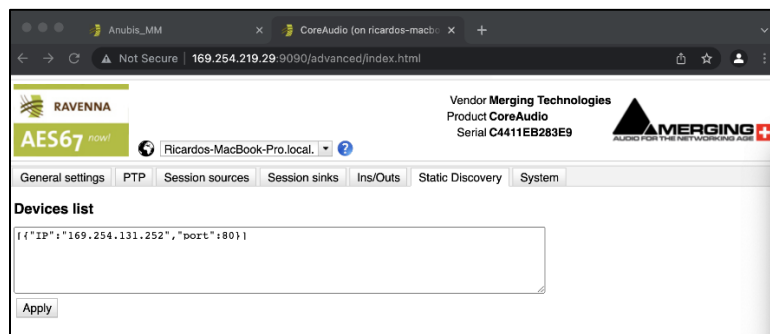 Anubis_MM
CoreAudio (on ricardos-macbo
Not Secure | 169.254.219.29:9090/advanced/index.html
RAVENNA
AES67 now!
Vendor Merging Technologies
Product CoreAudio
Serial C4411EB283E9
MERGING
AUDIO FOR THE NETWORKING AGE
Ricardos-MacBook-Pro.local.
General settings PTP Session sources Session sinks Ins/Outs Static Discovery System
Devices list
[{"IP":"169.254.131.252","port":80}]
Apply